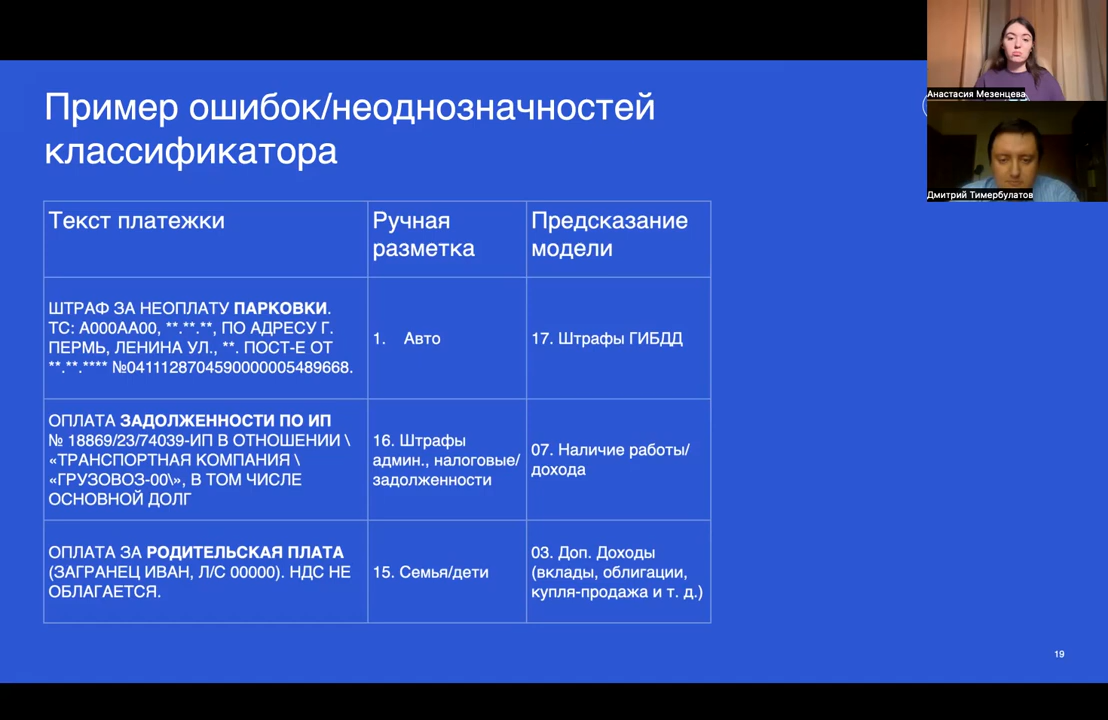 Анастасия Мезенцева
Дмитрий Тимербулатов
Пример ошибок/неоднозначностей
классификатора
Текст платежки
Ручная
разметка
Предсказание
модели
ШТРАФ ЗА НЕОПЛАТУ ПАРКОВКИ.
ТС: А000АА00, **.**.**, ПО АДРЕСУ Г.
ПЕРМЬ, ЛЕНИНА УЛ., **. ПОСТ-Е ОТ
**.**.**** №0411128704590000005489668.
1. Авто
17. Штрафы ГИБДД
ОПЛАТА ЗАДОЛЖЕННОСТИ ПО ИП
№ 18869/23/74039-ИП В ОТНОШЕНИИ \
«ТРАНСПОРТНАЯ КОМПАНИЯ \
«ГРУЗОВОЗ-00\», В ТОМ ЧИСЛЕ
ОСНОВНОЙ ДОЛГ
16. Штрафы
админ., налоговые/
задолженности
07. Наличие работы/
дохода
ОПЛАТА ЗА РОДИТЕЛЬСКАЯ ПЛАТА
(ЗАГРАНЕЦ ИВАН, Л/С 00000). НДС НЕ
ОБЛАГАЕТСЯ.
15. Семья/дети
03. Доп. Доходы
(вклады, облигации,
купля-продажа и т. д.)
19